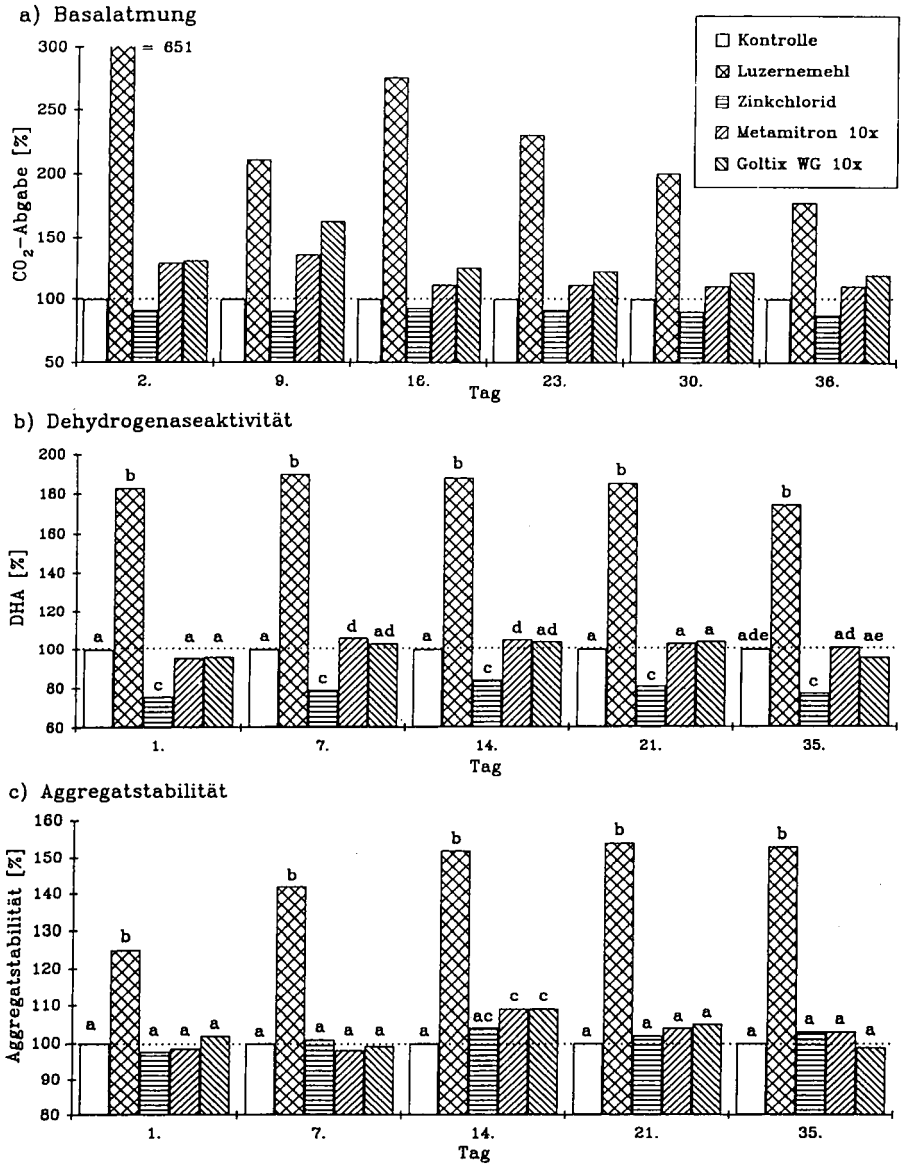 a) Basalatmung
= 651
Kontrolle
Luzernemehl
Zinkchlorid
Metamitron 10x
Goltix WG 10x
CO₂-Abgabe [%]
300
250
200
150
100
50
2. 9. 16. 23. 30. 36.
Tag
b) Dehydrogenaseaktivität
DHA [%]
200
180
160
140
120
100
80
60
b b b b b
a c a a a c d ad a c d ad a c a a ade c ad ae
1. 7. 14. 21. 35.
Tag
c) Aggregatstabilität
Aggregatstabilität [%]
160
150
140
130
120
110
100
90
80
b b b b b
a a a a a a a a a ac c c a a a a a a a a
1. 7. 14. 21. 35.
Tag